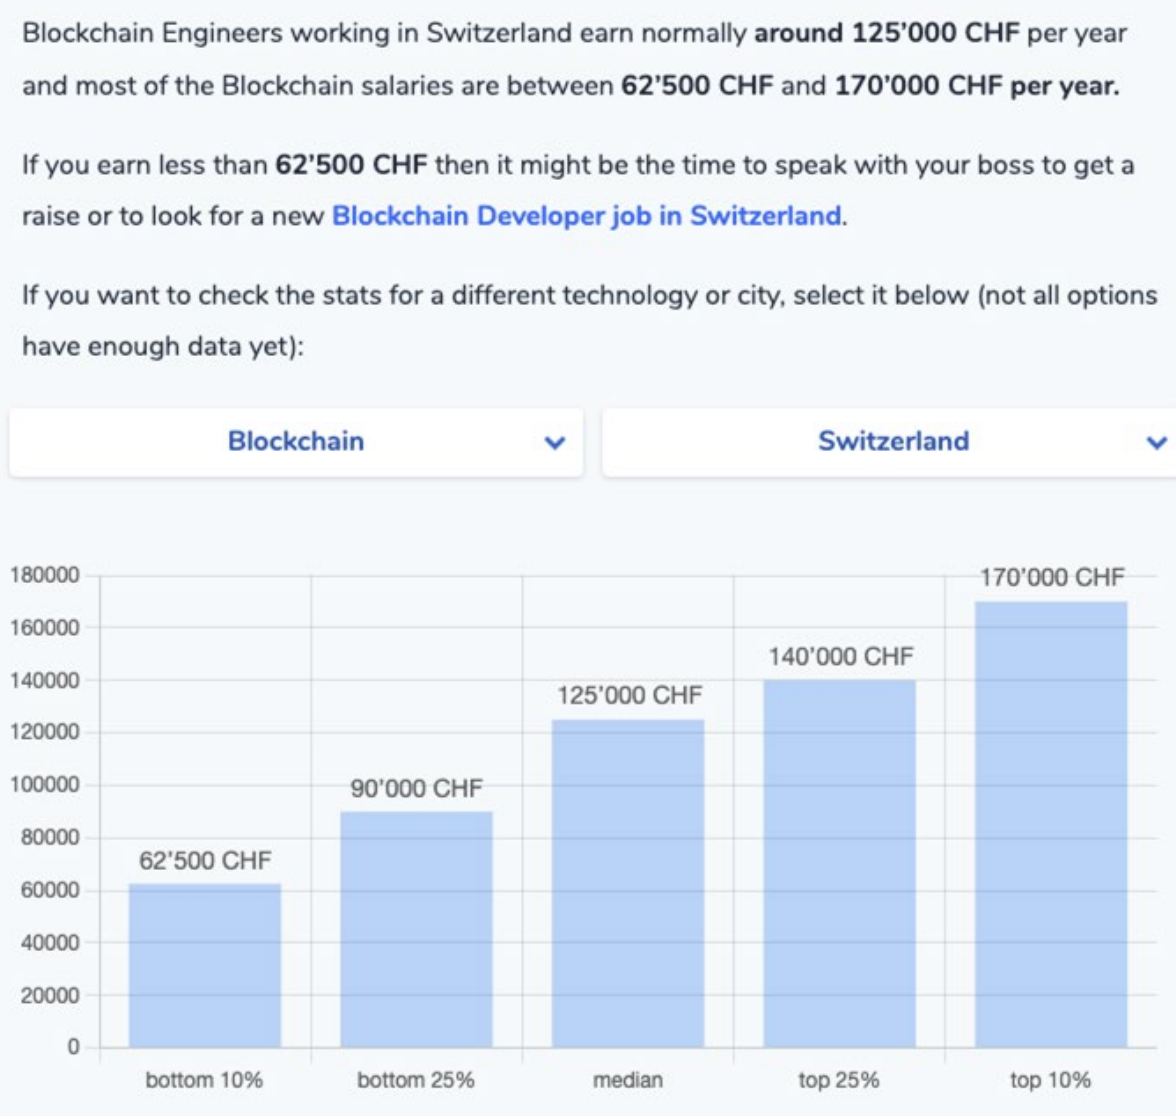 Blockchain Engineers working in Switzerland earn normally around 125’000 CHF per year
and most of the Blockchain salaries are between 62’500 CHF and 170’000 CHF per year.
If you earn less than 62’500 CHF then it might be the time to speak with your boss to get a
raise or to look for a new Blockchain Developer job in Switzerland.
If you want to check the stats for a different technology or city, select it below (not all options
have enough data yet):
Blockchain
Switzerland
180000
160000
140000
120000
100000
80000
60000
40000
20000
0
62’500 CHF
90’000 CHF
125’000 CHF
140’000 CHF
170’000 CHF
bottom 10%
bottom 25%
median
top 25%
top 10%